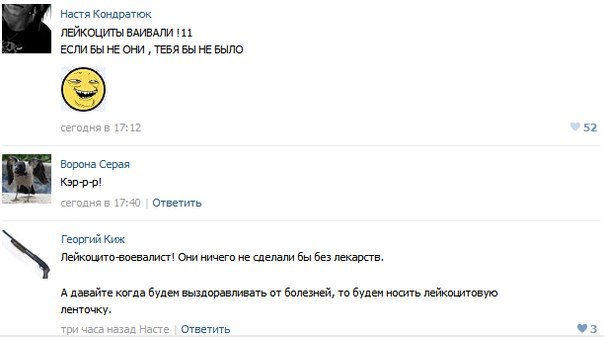 Настя Кондратюк
ЛЕЙКОЦИТЫ ВАИВАЛИ !11
ЕСЛИ БЫ НЕ ОНИ , ТЕБЯ БЫ НЕ БЫЛО
сегодня в 17:12
52
Ворона Серая
Кэр-р-р!
сегодня в 17:40 | Ответить
Георгий Киж
Лейкоцито-воевалист! Они ничего не сделали бы без лекарств.
А давайте когда будем выздоравливать от болезней, то будем носить лейкоцитовую
ленточку.
три часа назад Насте | Ответить
3